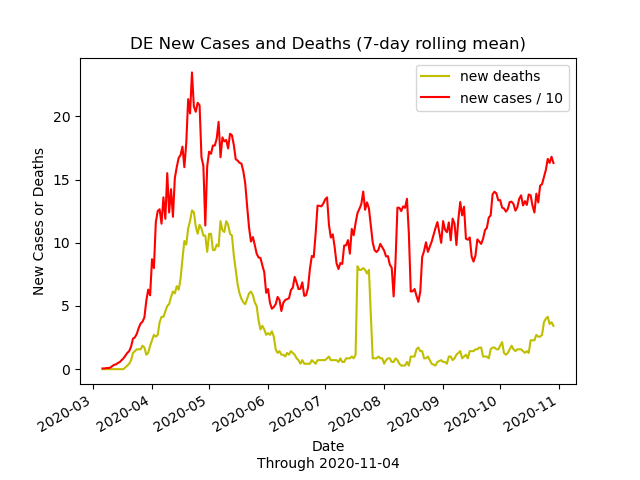 DE New Cases and Deaths (7-day rolling mean)
new deaths
new cases / 10
New Cases or Deaths
20
15
10
5
0
2020-03
2020-04
2020-05
2020-06
2020-07
2020-08
2020-09
2020-10
2020-11
Date
Through 2020-11-04